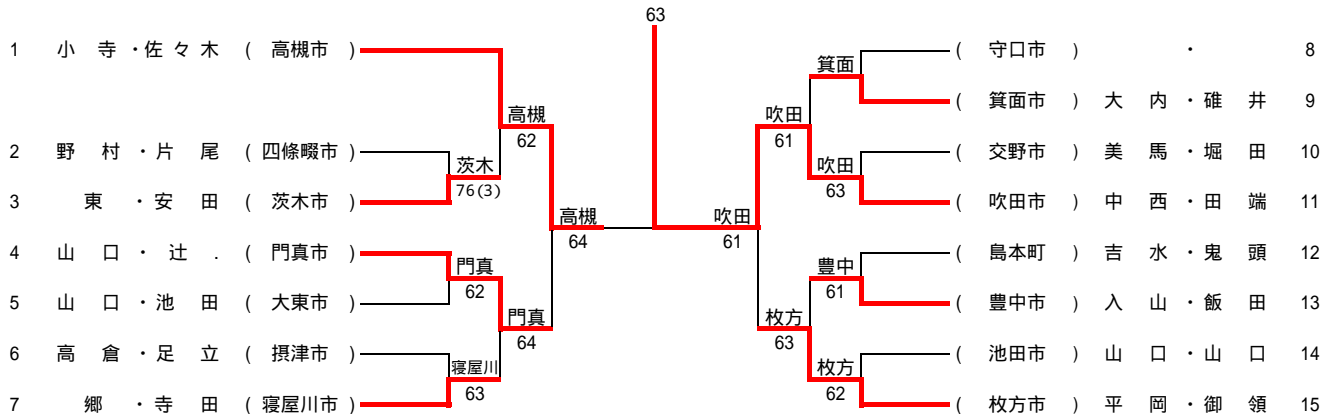 63
1 小 寺 ・佐 々 木 ( 高槻市 )
2 野 村 ・片 尾 ( 四條畷市 )
3 東 ・安 田 ( 茨木市 )
4 山 口 ・ 辻 . ( 門真市 )
5 山 口 ・池 田 ( 大東市 )
6 高 倉 ・足 立 ( 摂津市 )
7 郷 ・寺 田 ( 寝屋川市 )
茨木
76(3)
門真
62
寝屋川
63
高槻
62
門真
64
高槻
64
吹田
61
吹田
61
枚方
63
箕面
吹田
63
豊中
61
枚方
62
( 守口市 ) ・ 8
( 箕面市 ) 大 内 ・碓 井 9
( 交野市 ) 美 馬 ・堀 田 10
( 吹田市 ) 中 西 ・田 端 11
( 島本町 ) 吉 水 ・鬼 頭 12
( 豊中市 ) 入 山 ・飯 田 13
( 池田市 ) 山 口 ・山 口 14
( 枚方市 ) 平 岡 ・御 領 15